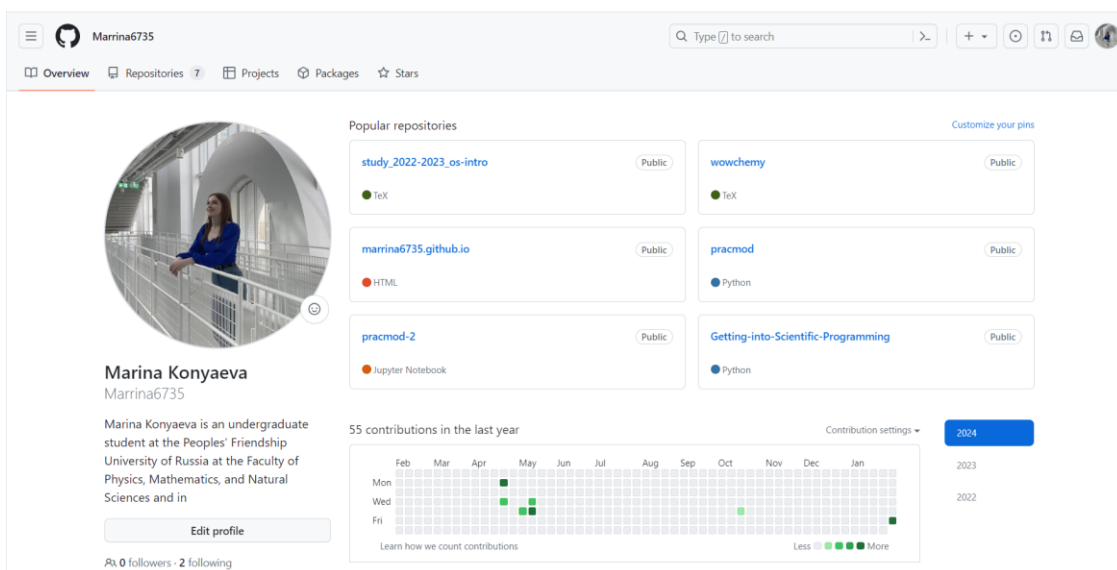 Marrina6735
Type / to search
Overview
Repositories 7
Projects
Packages
Stars
Popular repositories
Customize your pins
study_2022-2023_os-intro
Public
TeX
wowchemy
Public
TeX
marrina6735.github.io
Public
HTML
pracmod
Public
Python
pracmod-2
Public
Jupyter Notebook
Getting-into-Scientific-Programming
Public
Python
Marina Konyaeva
Marrina6735
Marina Konyaeva is an undergraduate
student at the Peoples' Friendship
University of Russia at the Faculty of
Physics, Mathematics, and Natural
Sciences and in
Edit profile
0 followers · 2 following
55 contributions in the last year
Contribution settings
2024
2023
2022
Feb Mar Apr May Jun Jul Aug Sep Oct Nov Dec Jan
Mon
Wed
Fri
Learn how we count contributions
Less More